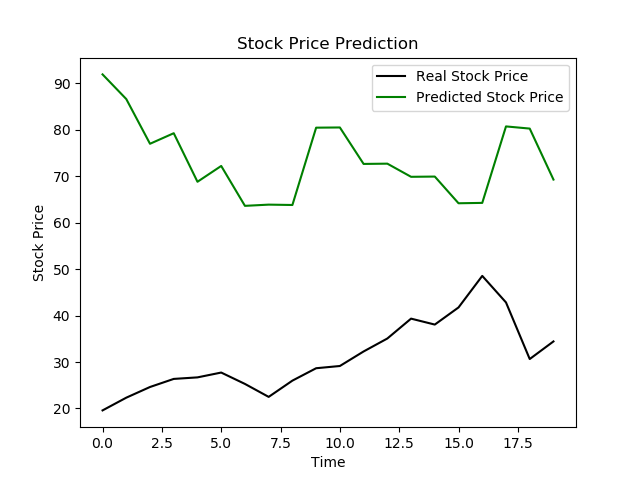 Stock Price Prediction
Real Stock Price
Predicted Stock Price
90
80
70
60
50
40
30
20
Stock Price
0.0 2.5 5.0 7.5 10.0 12.5 15.0 17.5
Time